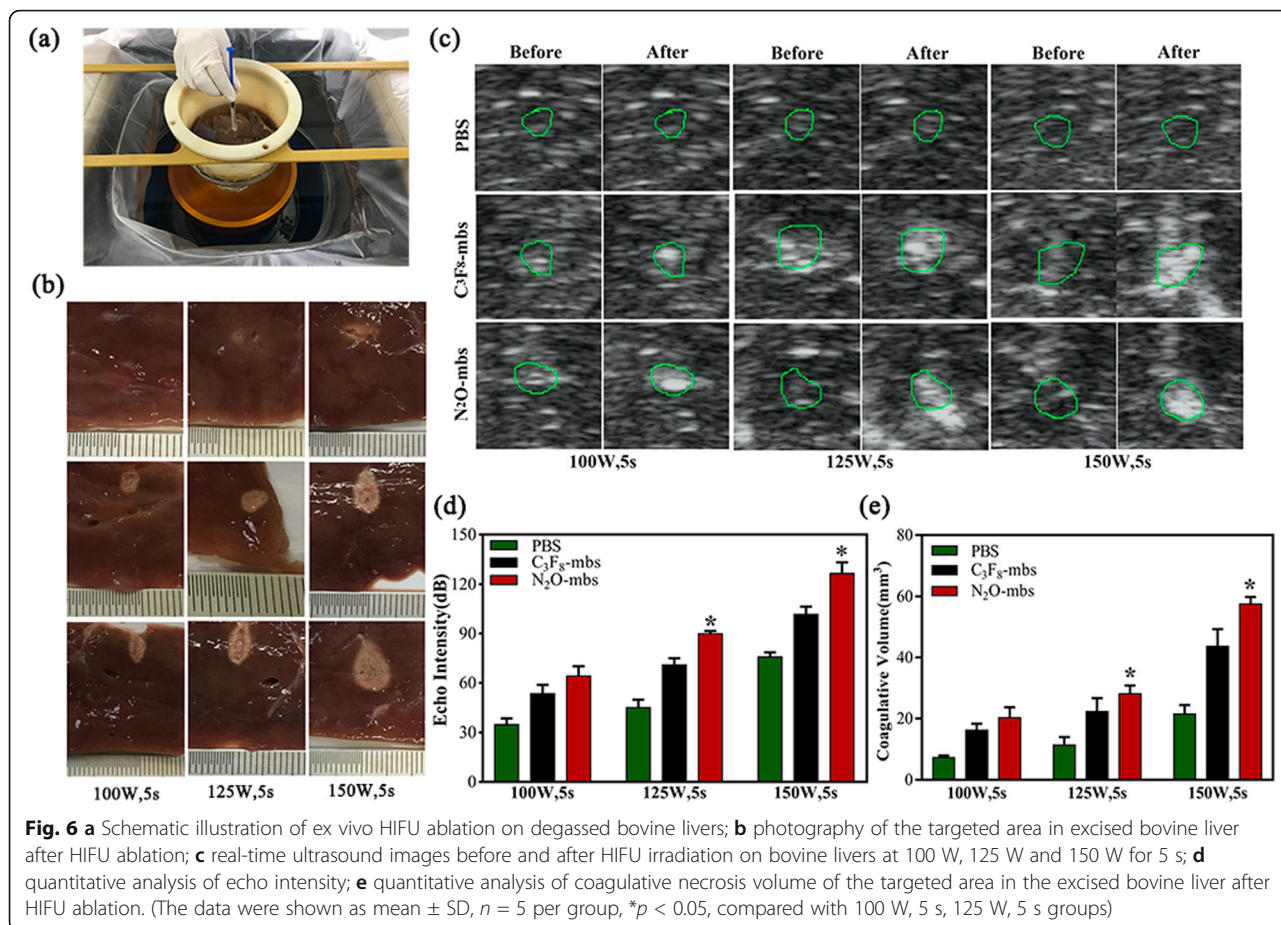 (a)
(b)
100W,5s 125W,5s 150W,5s
(c)
Before After Before After Before After
PBS
C3F8-mbs
N2O-mbs
100W,5s 125W,5s 150W,5s
(d)
Echo Intensity(dB)
150
120
90
60
30
0
PBS
C3F8-mbs
N2O-mbs
*
*
100W,5s 125W,5s 150W,5s
(e)
Coagulative Volume(mm3)
80
60
40
20
0
PBS
C3F8-mbs
N2O-mbs
*
*
100W,5s 125W,5s 150W,5s
Fig. 6 a Schematic illustration of ex vivo HIFU ablation on degassed bovine livers; b photography of the targeted area in excised bovine liver
after HIFU ablation; c real-time ultrasound images before and after HIFU irradiation on bovine livers at 100 W, 125 W and 150 W for 5 s; d
quantitative analysis of echo intensity; e quantitative analysis of coagulative necrosis volume of the targeted area in the excised bovine liver after
HIFU ablation. (The data were shown as mean ± SD, n = 5 per group, *p < 0.05, compared with 100 W, 5 s, 125 W, 5 s groups)